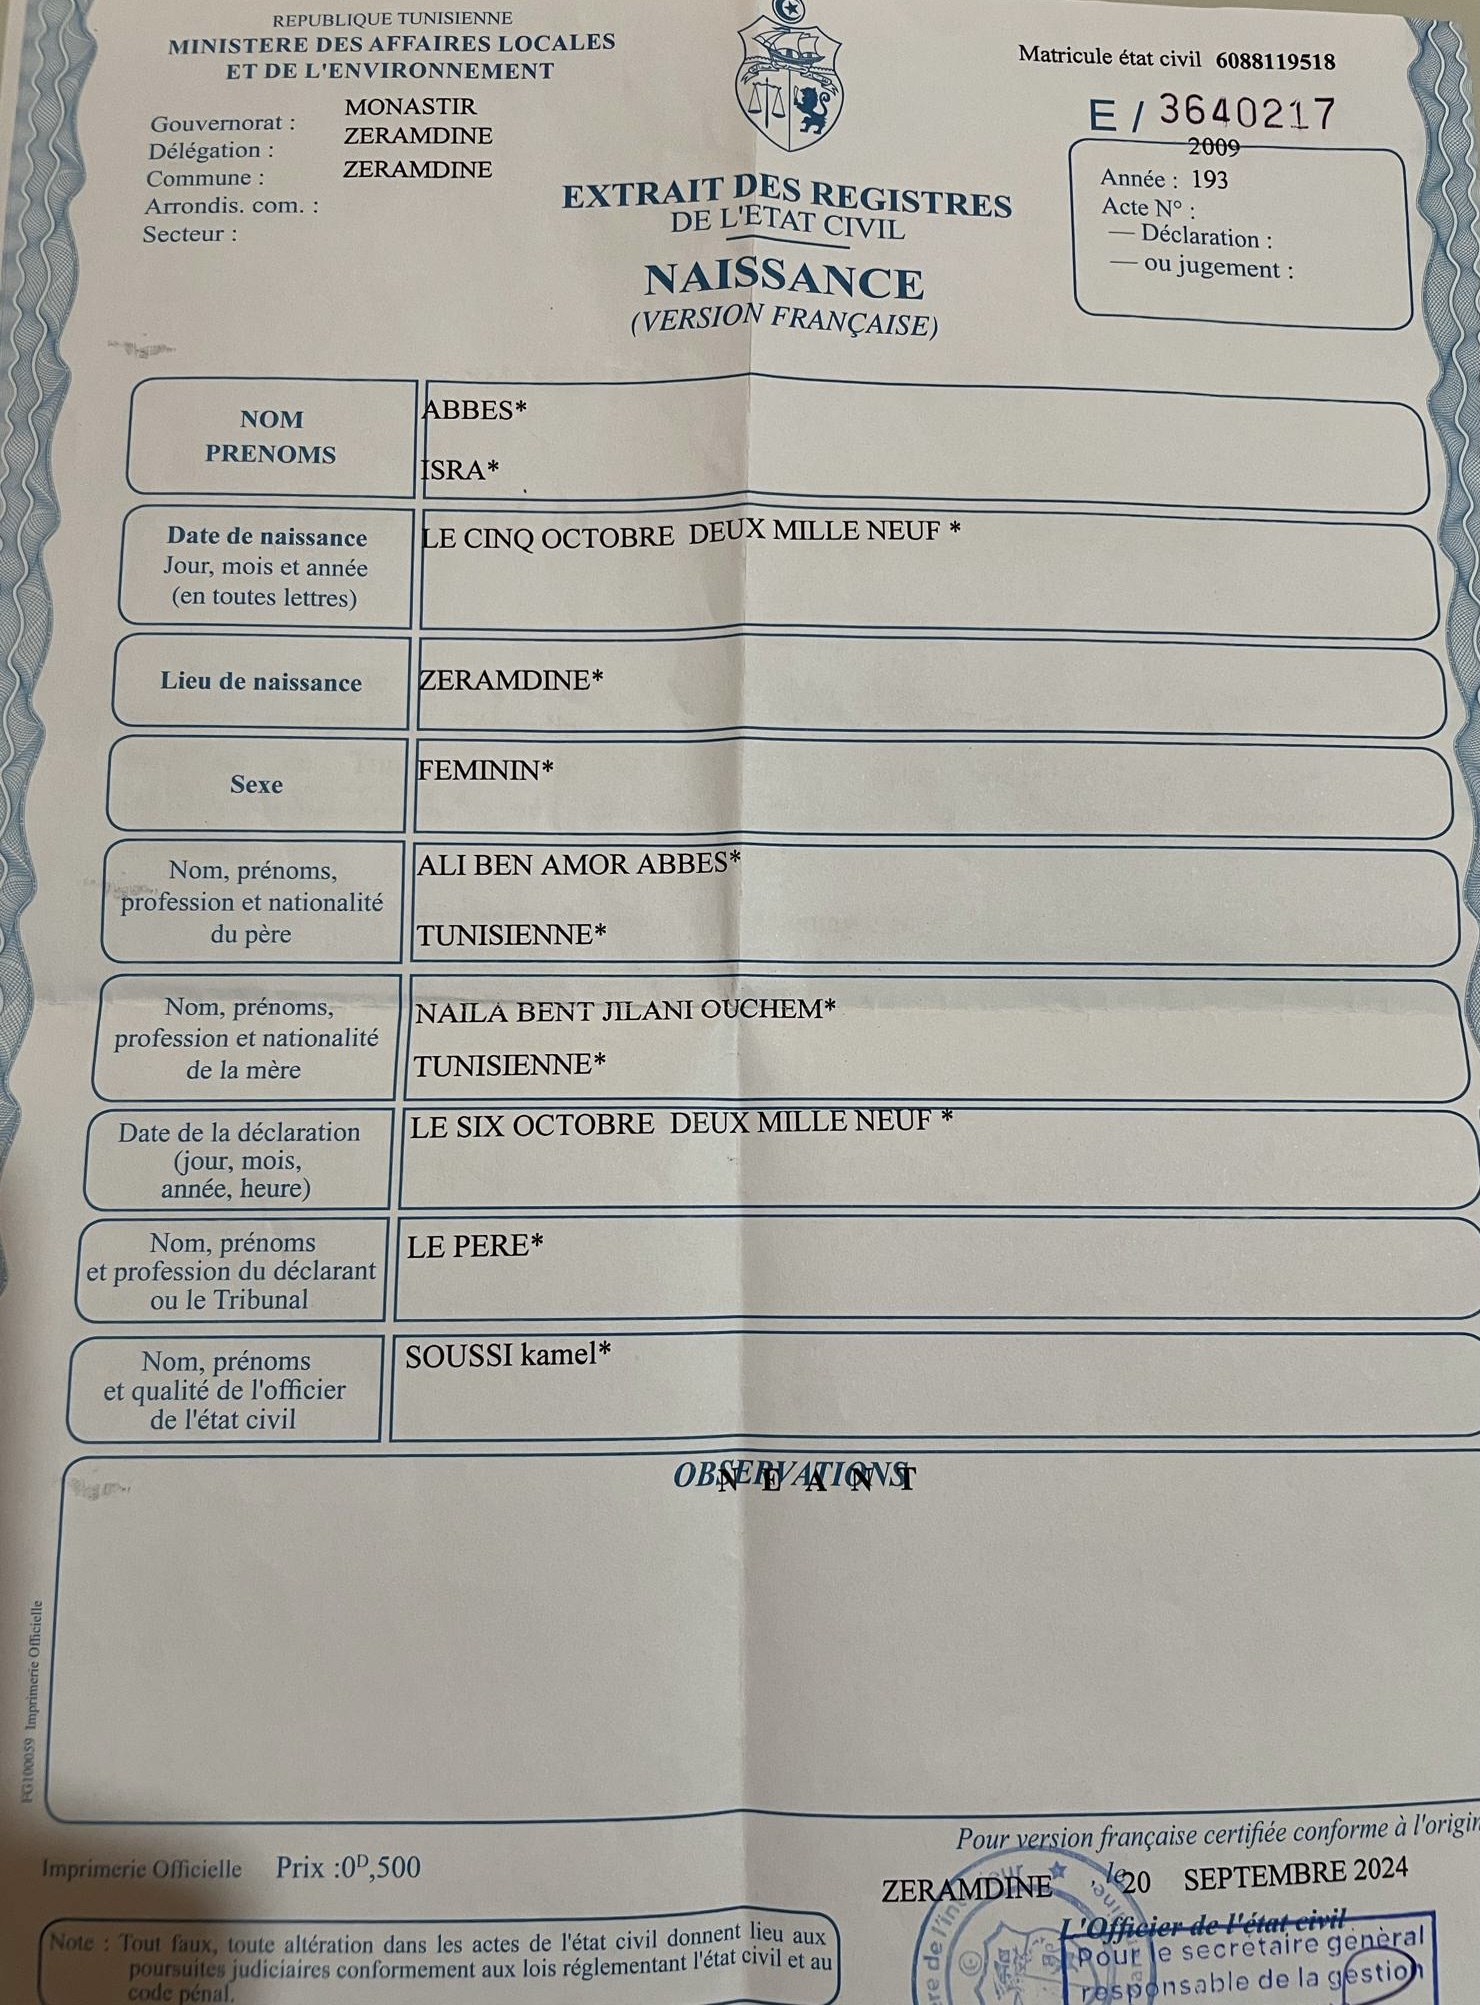 REPUBLIQUE TUNISIENNE
MINISTERE DES AFFAIRES LOCALES
ET DE L'ENVIRONNEMENT
Gouvernorat : MONASTIR
Délégation : ZERAMDINE
Commune : ZERAMDINE
Arrondis. com. :
Secteur :
Matricule état civil 6088119518
E / 3640217
2009
Année : 193
Acte N° :
— Déclaration :
— ou jugement :
EXTRAIT DES REGISTRES
DE L'ETAT CIVIL
NAISSANCE
(VERSION FRANÇAISE)
NOM ABBES*
PRENOMS ISRA*
Date de naissance LE CINQ OCTOBRE DEUX MILLE NEUF *
Jour, mois et année
(en toutes lettres)
Lieu de naissance ZERAMDINE*
Sexe FEMININ*
Nom, prénoms, ALI BEN AMOR ABBES*
profession et nationalité
du père TUNISIENNE*
Nom, prénoms, NAILA BENT JILANI OUCHEM*
profession et nationalité
de la mère TUNISIENNE*
Date de la déclaration LE SIX OCTOBRE DEUX MILLE NEUF *
(jour, mois,
année, heure)
Nom, prénoms LE PERE*
et profession du déclarant
ou le Tribunal
Nom, prénoms SOUSSI kamel*
et qualité de l'officier
de l'état civil
OBSERVATIONS
N E A N T
FG100059 Imprimerie Officielle
Pour version française certifiée conforme à l'origin
Imprimerie Officielle Prix :0ᴰ,500
ZERAMDINE , le 20 SEPTEMBRE 2024
L'Officier de l'état civil
Pour le secrétaire général
responsable de la gestion
Note : Tout faux, toute altération dans les actes de l'état civil donnent lieu aux
poursuites judiciaires conformement aux lois réglementant l'état civil et au
code pénal.